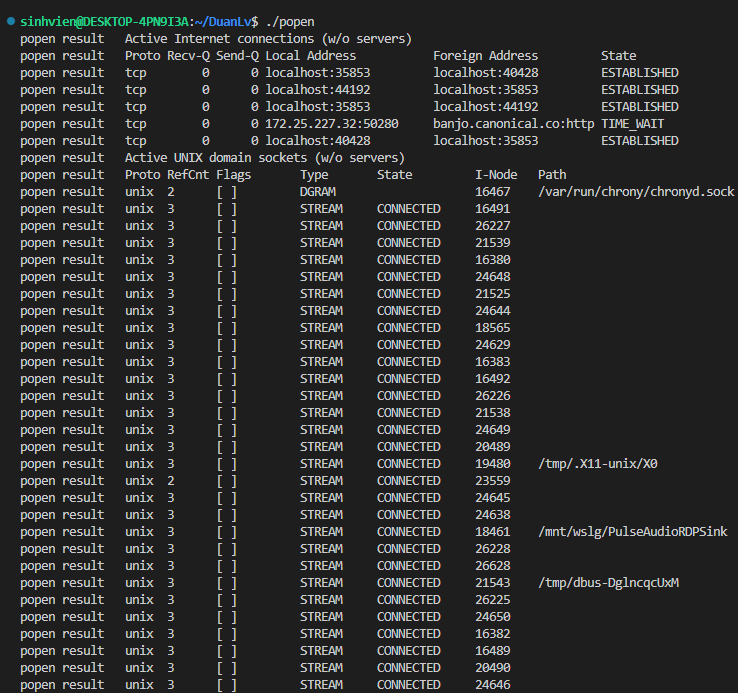 sinhvien@DESKTOP-4PN9I3A:~/DuanLv$ ./popen
popen result   Active Internet connections (w/o servers)
popen result   Proto Recv-Q Send-Q Local Address           Foreign Address         State
popen result   tcp        0      0 localhost:35853         localhost:40428         ESTABLISHED
popen result   tcp        0      0 localhost:44192         localhost:35853         ESTABLISHED
popen result   tcp        0      0 localhost:35853         localhost:44192         ESTABLISHED
popen result   tcp        0      0 172.25.227.32:50280     banjo.canonical.co:http TIME_WAIT
popen result   tcp        0      0 localhost:40428         localhost:35853         ESTABLISHED
popen result   Active UNIX domain sockets (w/o servers)
popen result   Proto RefCnt Flags       Type       State         I-Node   Path
popen result   unix  2      [ ]         DGRAM                    16467    /var/run/chrony/chronyd.sock
popen result   unix  3      [ ]         STREAM     CONNECTED     16491
popen result   unix  3      [ ]         STREAM     CONNECTED     26227
popen result   unix  3      [ ]         STREAM     CONNECTED     21539
popen result   unix  3      [ ]         STREAM     CONNECTED     16380
popen result   unix  3      [ ]         STREAM     CONNECTED     24648
popen result   unix  3      [ ]         STREAM     CONNECTED     21525
popen result   unix  3      [ ]         STREAM     CONNECTED     24644
popen result   unix  3      [ ]         STREAM     CONNECTED     18565
popen result   unix  3      [ ]         STREAM     CONNECTED     24629
popen result   unix  3      [ ]         STREAM     CONNECTED     16383
popen result   unix  3      [ ]         STREAM     CONNECTED     16492
popen result   unix  3      [ ]         STREAM     CONNECTED     26226
popen result   unix  3      [ ]         STREAM     CONNECTED     21538
popen result   unix  3      [ ]         STREAM     CONNECTED     24649
popen result   unix  3      [ ]         STREAM     CONNECTED     20489
popen result   unix  3      [ ]         STREAM     CONNECTED     19480    /tmp/.X11-unix/X0
popen result   unix  2      [ ]         STREAM     CONNECTED     23559
popen result   unix  3      [ ]         STREAM     CONNECTED     24645
popen result   unix  3      [ ]         STREAM     CONNECTED     24638
popen result   unix  3      [ ]         STREAM     CONNECTED     18461    /mnt/wslg/PulseAudioRDPSink
popen result   unix  3      [ ]         STREAM     CONNECTED     26228
popen result   unix  3      [ ]         STREAM     CONNECTED     26628
popen result   unix  3      [ ]         STREAM     CONNECTED     21543    /tmp/dbus-DglncqcUxM
popen result   unix  3      [ ]         STREAM     CONNECTED     26225
popen result   unix  3      [ ]         STREAM     CONNECTED     24650
popen result   unix  3      [ ]         STREAM     CONNECTED     16382
popen result   unix  3      [ ]         STREAM     CONNECTED     16489
popen result   unix  3      [ ]         STREAM     CONNECTED     20490
popen result   unix  3      [ ]         STREAM     CONNECTED     24646